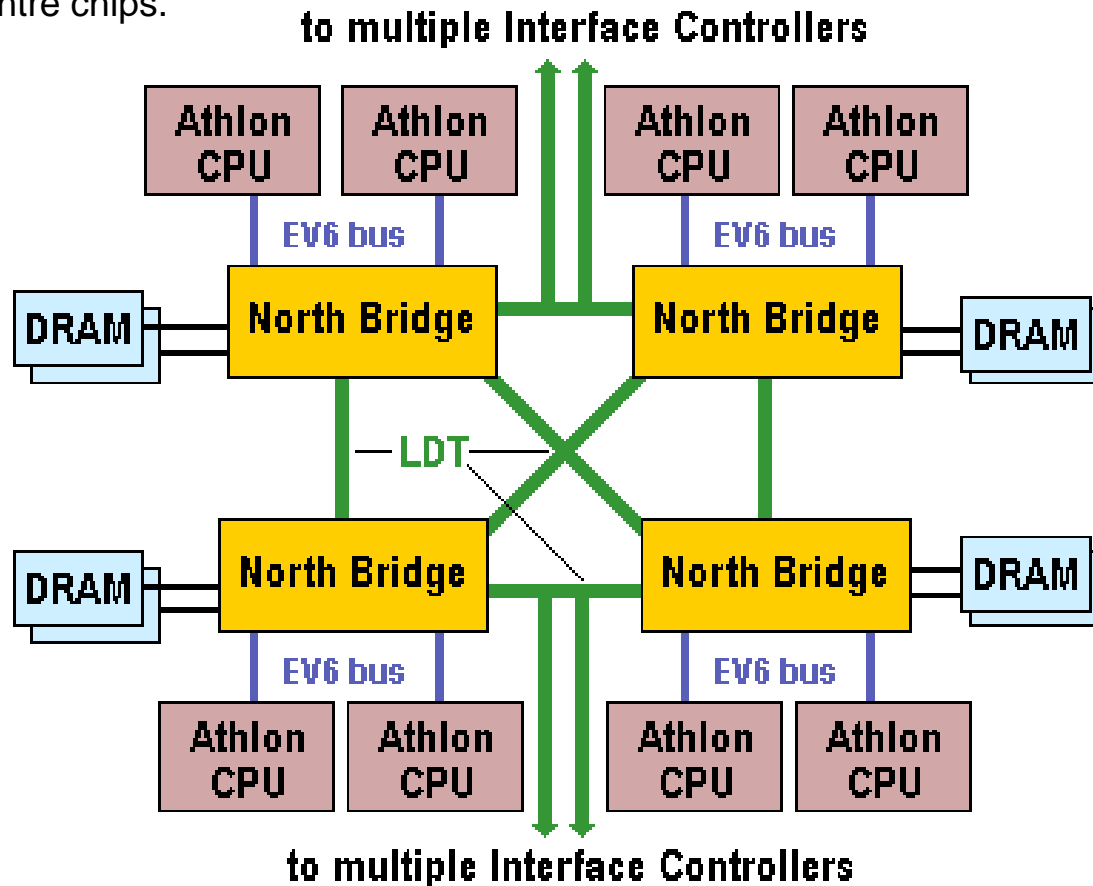 ntre chips.
to multiple Interface Controllers
Athlon
CPU
Athlon
CPU
Athlon
CPU
Athlon
CPU
EV6 bus
EV6 bus
North Bridge
North Bridge
DRAM
DRAM
LDT
North Bridge
North Bridge
DRAM
DRAM
EV6 bus
EV6 bus
Athlon
CPU
Athlon
CPU
Athlon
CPU
Athlon
CPU
to multiple Interface Controllers